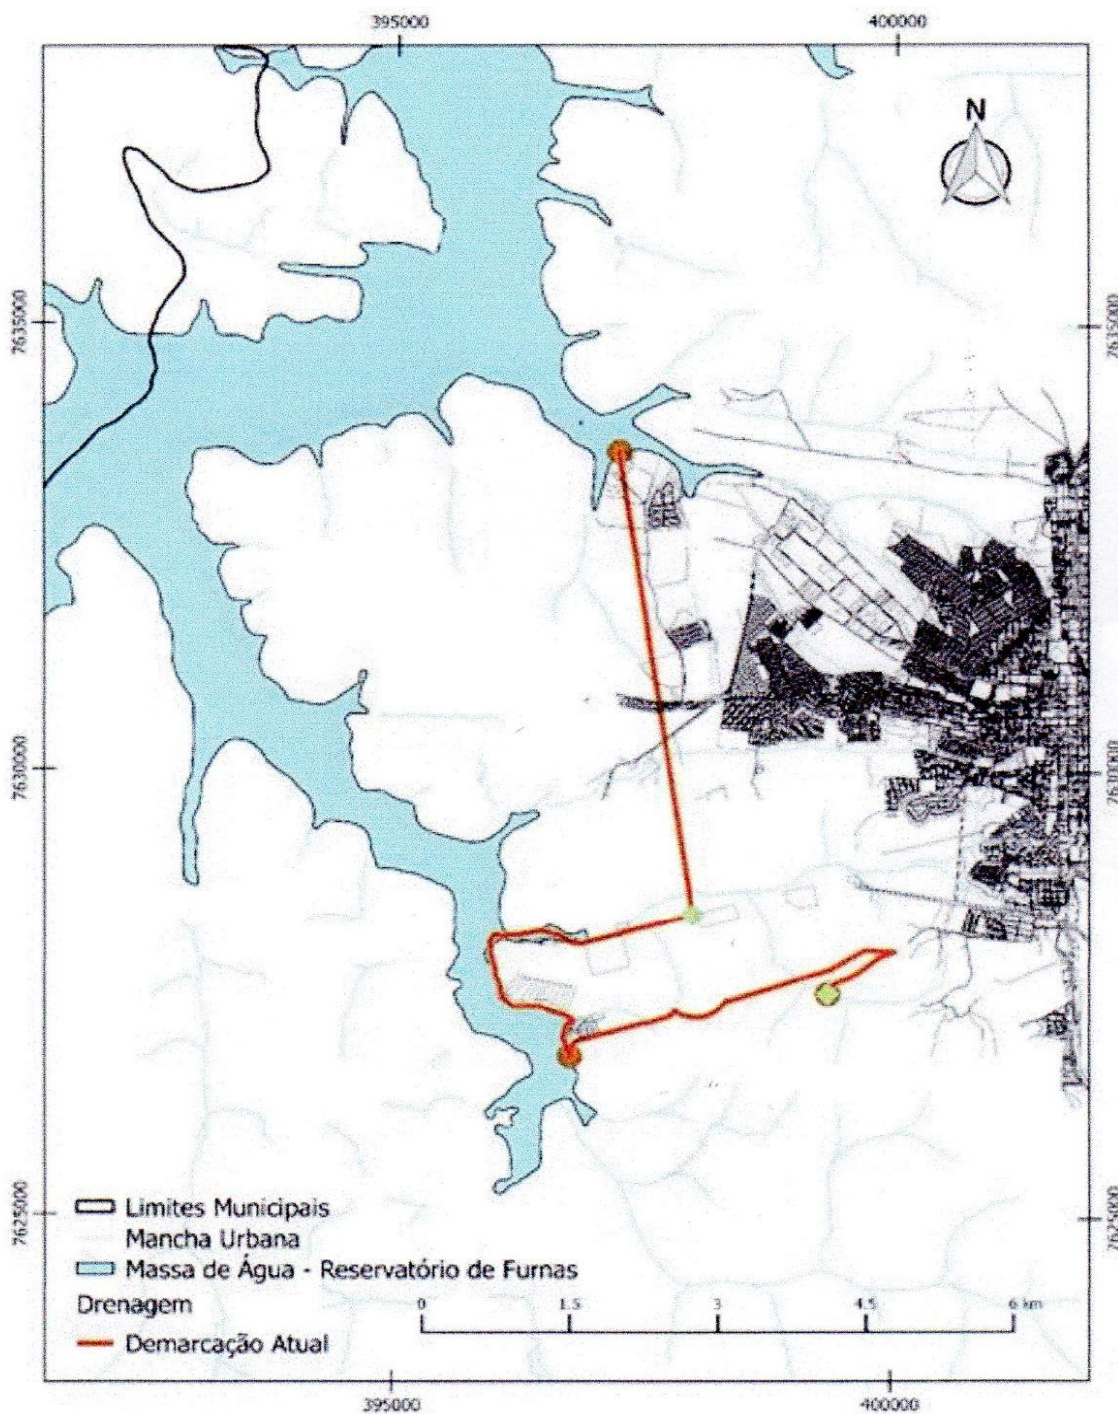 395000 400000
N
7635000 7635000
7630000 7630000
7625000 7625000
Limites Municipais
Mancha Urbana
Massa de Água - Reservatório de Furnas
Drenagem
Demarcação Atual
0 1.5 3 4.5 6 km
395000 400000